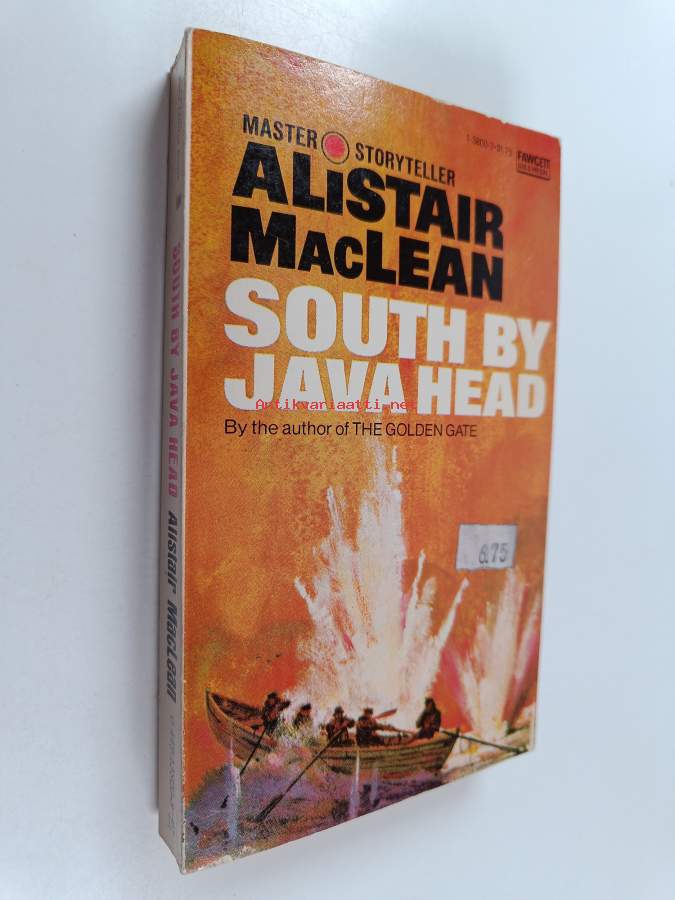 MASTER STORYTELLER
ALiSTAIR
MACLEAN
SOUTH BY
JAVA HEAD
Antikvariaatti.net
By the author of THE GOLDEN GATE
FAWCETT
6.75
SOUTH BY JAVA HEAD Alistair MacLean